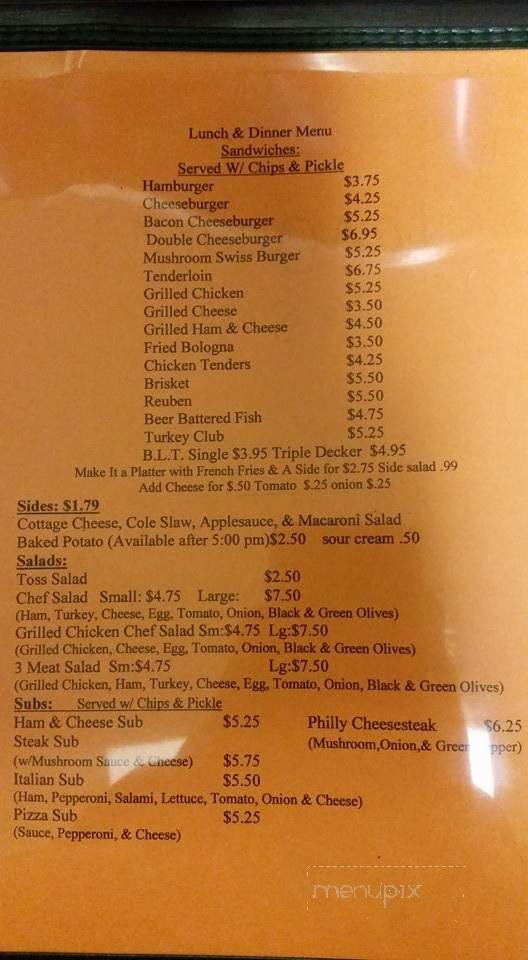 Lunch & Dinner Menu
Sandwiches:
Served W/ Chips & Pickle
Hamburger $3.75
Cheeseburger $4.25
Bacon Cheeseburger $5.25
Double Cheeseburger $6.95
Mushroom Swiss Burger $5.25
Tenderloin $6.75
Grilled Chicken $5.25
Grilled Cheese $3.50
Grilled Ham & Cheese $4.50
Fried Bologna $3.50
Chicken Tenders $4.25
Brisket $5.50
Reuben $5.50
Beer Battered Fish $4.75
Turkey Club $5.25
B.L.T. Single $3.95 Triple Decker $4.95
Make It a Platter with French Fries & A Side for $2.75 Side salad .99
Add Cheese for $.50 Tomato $.25 onion $.25
Sides: $1.79
Cottage Cheese, Cole Slaw, Applesauce, & Macaroni Salad
Baked Potato (Available after 5:00 pm)$2.50 sour cream .50
Salads:
Toss Salad $2.50
Chef Salad Small: $4.75 Large: $7.50
(Ham, Turkey, Cheese, Egg, Tomato, Onion, Black & Green Olives)
Grilled Chicken Chef Salad Sm:$4.75 Lg:$7.50
(Grilled Chicken, Cheese, Egg, Tomato, Onion, Black & Green Olives)
3 Meat Salad Sm:$4.75 Lg:$7.50
(Grilled Chicken, Ham, Turkey, Cheese, Egg, Tomato, Onion, Black & Green Olives)
Subs: Served w/ Chips & Pickle
Ham & Cheese Sub $5.25
Steak Sub
(w/Mushroom Sauce & Cheese) $5.75
Italian Sub $5.50
(Ham, Pepperoni, Salami, Lettuce, Tomato, Onion & Cheese)
Pizza Sub $5.25
(Sauce, Pepperoni, & Cheese)
Philly Cheesesteak $6.25
(Mushroom,Onion,& Green
menupix